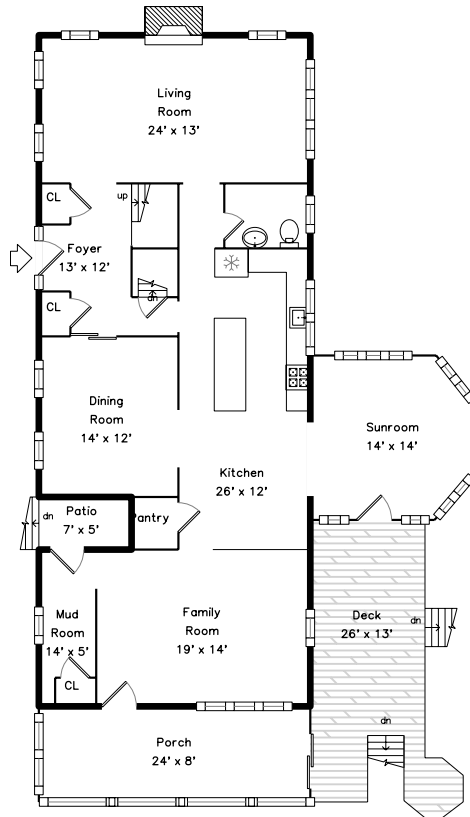 Living
Room
24' x 13'
CL
up
Foyer
13' x 12'
CL
dn
Dining
Room
14' x 12'
Sunroom
14' x 14'
Kitchen
26' x 12'
dn
Patio
7' x 5'
Pantry
Mud
Room
14' x 5'
CL
Family
Room
19' x 14'
Deck
26' x 13'
dn
dn
Porch
24' x 8'